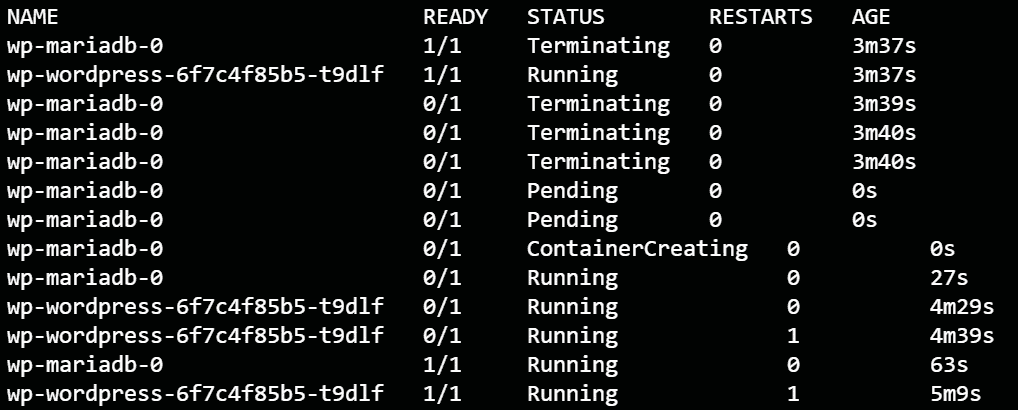 NAME READY STATUS RESTARTS AGE
wp-mariadb-0 1/1 Terminating 0 3m37s
wp-wordpress-6f7c4f85b5-t9dlf 1/1 Running 0 3m37s
wp-mariadb-0 0/1 Terminating 0 3m39s
wp-mariadb-0 0/1 Terminating 0 3m40s
wp-mariadb-0 0/1 Terminating 0 3m40s
wp-mariadb-0 0/1 Pending 0 0s
wp-mariadb-0 0/1 Pending 0 0s
wp-mariadb-0 0/1 ContainerCreating 0 0s
wp-mariadb-0 0/1 Running 0 27s
wp-wordpress-6f7c4f85b5-t9dlf 0/1 Running 0 4m29s
wp-wordpress-6f7c4f85b5-t9dlf 0/1 Running 1 4m39s
wp-mariadb-0 1/1 Running 0 63s
wp-wordpress-6f7c4f85b5-t9dlf 1/1 Running 1 5m9s